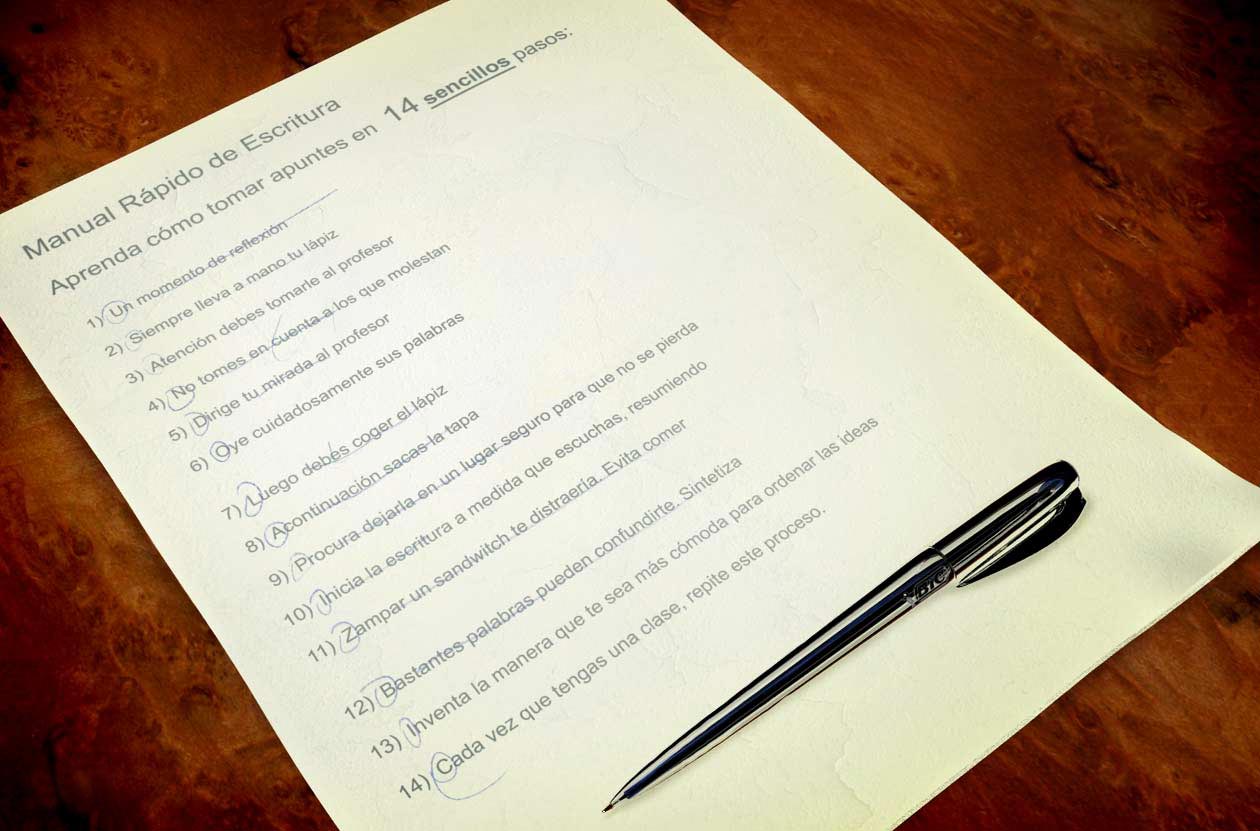 Manual Rápido de Escritura
Aprenda cómo tomar apuntes en 14 sencillos pasos:
1) Un momento de reflexión
2) Siempre lleva a mano tu lápiz
3) Atención debes tomarle al profesor
4) No tomes en cuenta a los que molestan
5) Dirige tu mirada al profesor
6) Oye cuidadosamente sus palabras
7) Luego debes coger el lápiz
8) Acontinuación sacas la tapa
9) Procura dejarla en un lugar seguro para que no se pierda
10) Inicia la escritura a medida que escuchas, resumiendo
11) Zampar un sandwitch te distraería. Evita comer
12) Bastantes palabras pueden confundirte. Sintetiza
13) Inventa la manera que te sea más cómoda para ordenar las ideas
14) Cada vez que tengas una clase, repite este proceso.
BIC